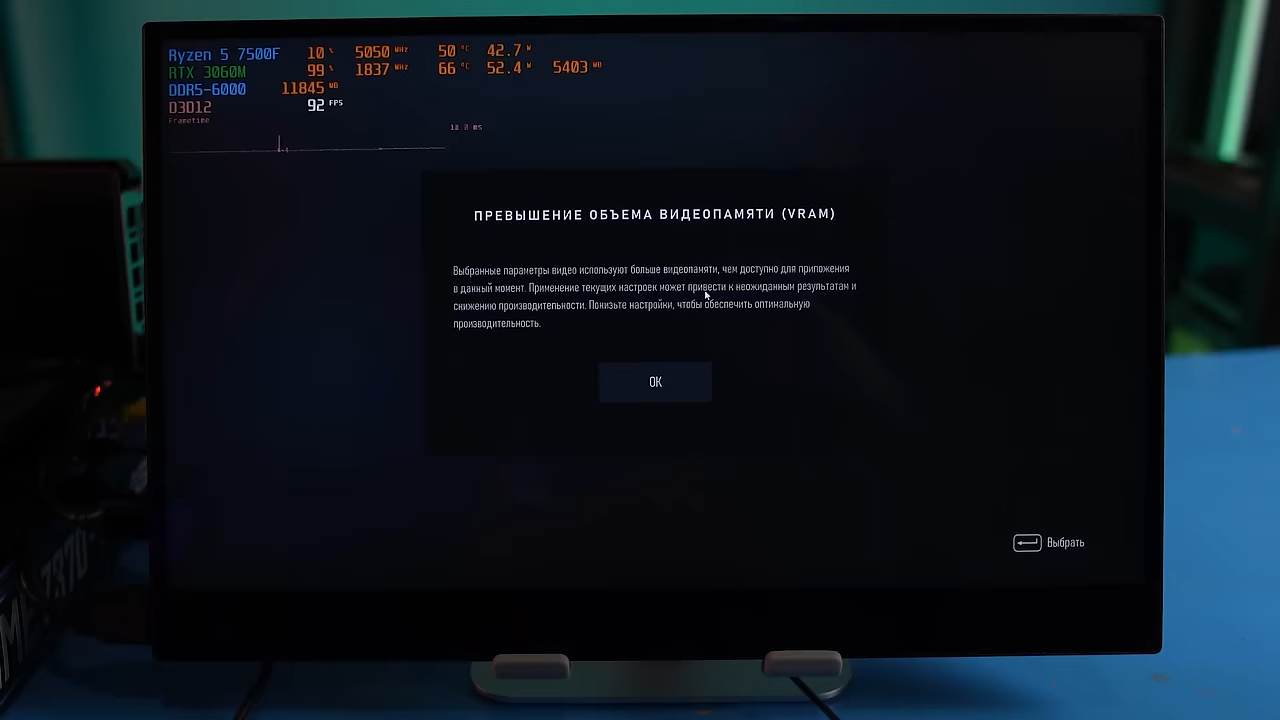 Ryzen 5 7500F 10 % 5050 MHz 50 °C 42.7 W
RTX 3060M 99 % 1837 MHz 66 °C 52.4 W 5403 MB
DDR5-6000 11845 MB
D3D12 92 FPS
Frametime
ПРЕВЫШЕНИЕ ОБЪЕМА ВИДЕОПАМЯТИ (VRAM)
Выбранные параметры видео используют больше видеопамяти, чем доступно для приложения
в данный момент. Применение текущих настроек может привести к неожиданным результатам и
снижению производительности. Понизьте настройки, чтобы обеспечить оптимальную
производительность.
OK
Выбрать
7370